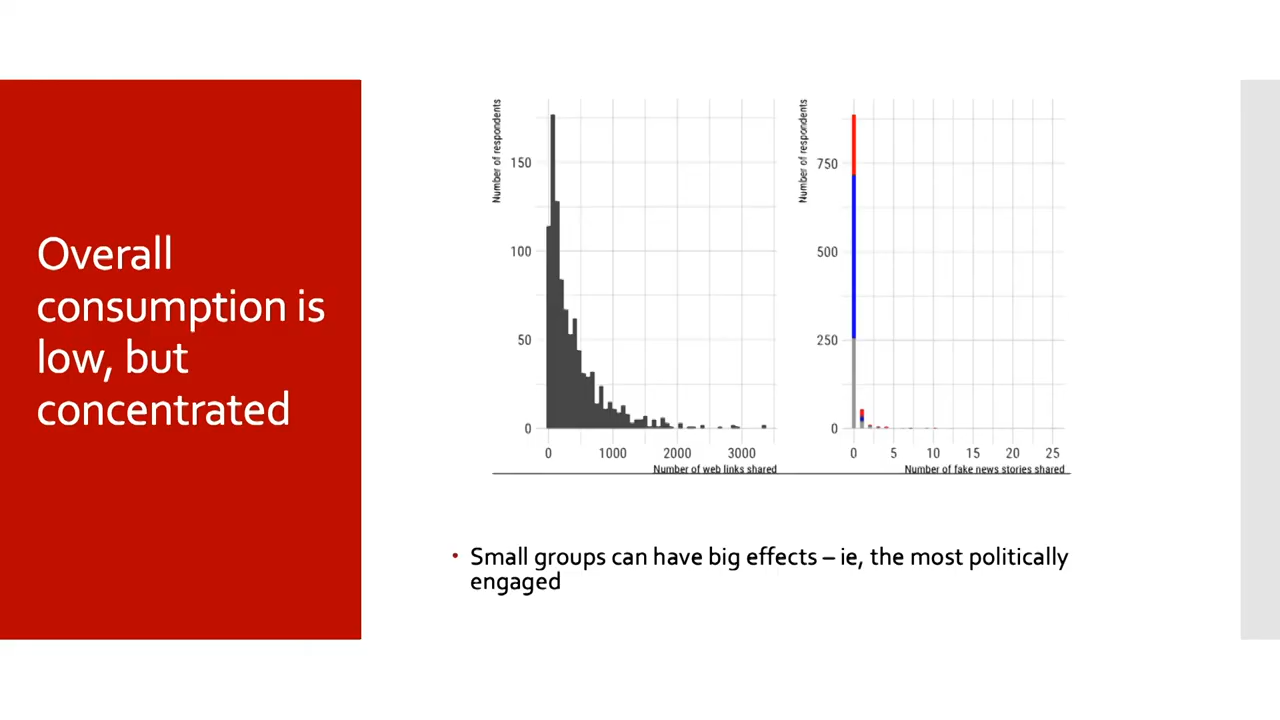 Overall
consumption is
low, but
concentrated
Number of respondents
150
100
50
0
0 1000 2000 3000
Number of web links shared
Number of respondents
750
500
250
0
0 5 10 15 20 25
Number of fake news stories shared
• Small groups can have big effects – ie, the most politically
engaged